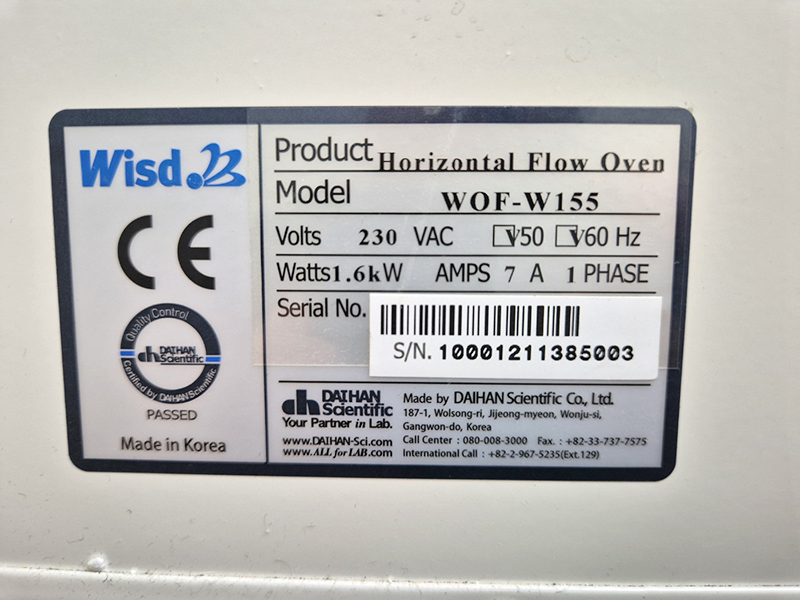 Wisd.
Product Horizontal Flow Oven
Model WOF-W155
Volts 230 VAC 50 60 Hz
Watts 1.6kW AMPS 7 A 1 PHASE
Serial No.
S/N. 10001211385003
CE
Quality Control
dh DAIHAN
Scientific
Certified by DAIHAN Scientific
PASSED
Made in Korea
dh DAIHAN
Scientific
Your Partner in Lab.
www.DAIHAN-Sci.com
www.ALLforLAB.com
Made by DAIHAN Scientific Co., Ltd.
187-1, Wolsong-ri, Jijeong-myeon, Wonju-si,
Gangwon-do, Korea
Call Center : 080-008-3000 Fax. : +82-33-737-7575
International Call : +82-2-967-5235(Ext.129)